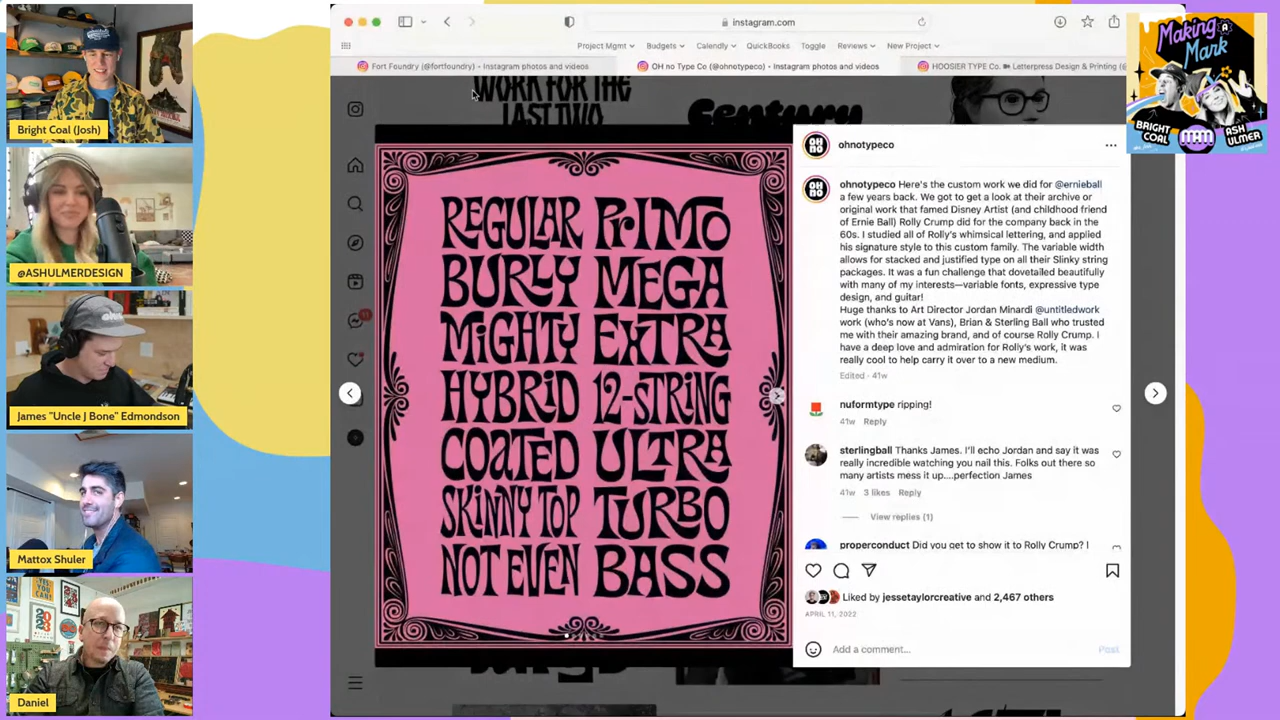 Bright Coal (Josh)
@ASHULMERDESIGN
James "Uncle J Bone" Edmondson
Mattox Shuler
Daniel
instagram.com
Project Mgmt
Budgets
Calendly
QuickBooks
Toggle
Reviews
New Project
Fort Foundry (@fortfoundry) - Instagram photos and videos
OH no Type Co (@ohnotypeco) - Instagram photos and videos
HOOSIER TYPE Co. Letterpress Design & Printing (@
WORK FOR THE
LAST TWO
Century
REGULAR PriMO
BURLY MEGA
MiGHTY EXTRA
HYBRiD 12-STRiNG
COaTED ULTRA
SKiNNY TOP TURBO
NOT EVEN BASS
OH
NO
ohnotypeco
OH
NO
ohnotypeco Here's the custom work we did for @ernieball
a few years back. We got to get a look at their archive or
original work that famed Disney Artist (and childhood friend
of Ernie Ball) Rolly Crump did for the company back in the
60s. I studied all of Rolly's whimsical lettering, and applied
his signature style to this custom family. The variable width
allows for stacked and justified type on all their Slinky string
packages. It was a fun challenge that dovetailed beautifully
with many of my interests—variable fonts, expressive type
design, and guitar!
Huge thanks to Art Director Jordan Minardi @untitledwork
work (who's now at Vans), Brian & Sterling Ball who trusted
me with their amazing brand, and of course Rolly Crump. I
have a deep love and admiration for Rolly's work, it was
really cool to help carry it over to a new medium.
Edited · 41w
nuformtype ripping!
41w Reply
sterlingball Thanks James. I'll echo Jordan and say it was
really incredible watching you nail this. Folks out there so
many artists mess it up....perfection James
41w 3 likes Reply
View replies (1)
properconduct Did you get to show it to Rolly Crump? I
Liked by jessetaylorcreative and 2,467 others
APRIL 11, 2022
Add a comment...
Post
Making
A
Mark
BRIGHT
COAL
MAM
ASH
ULMER